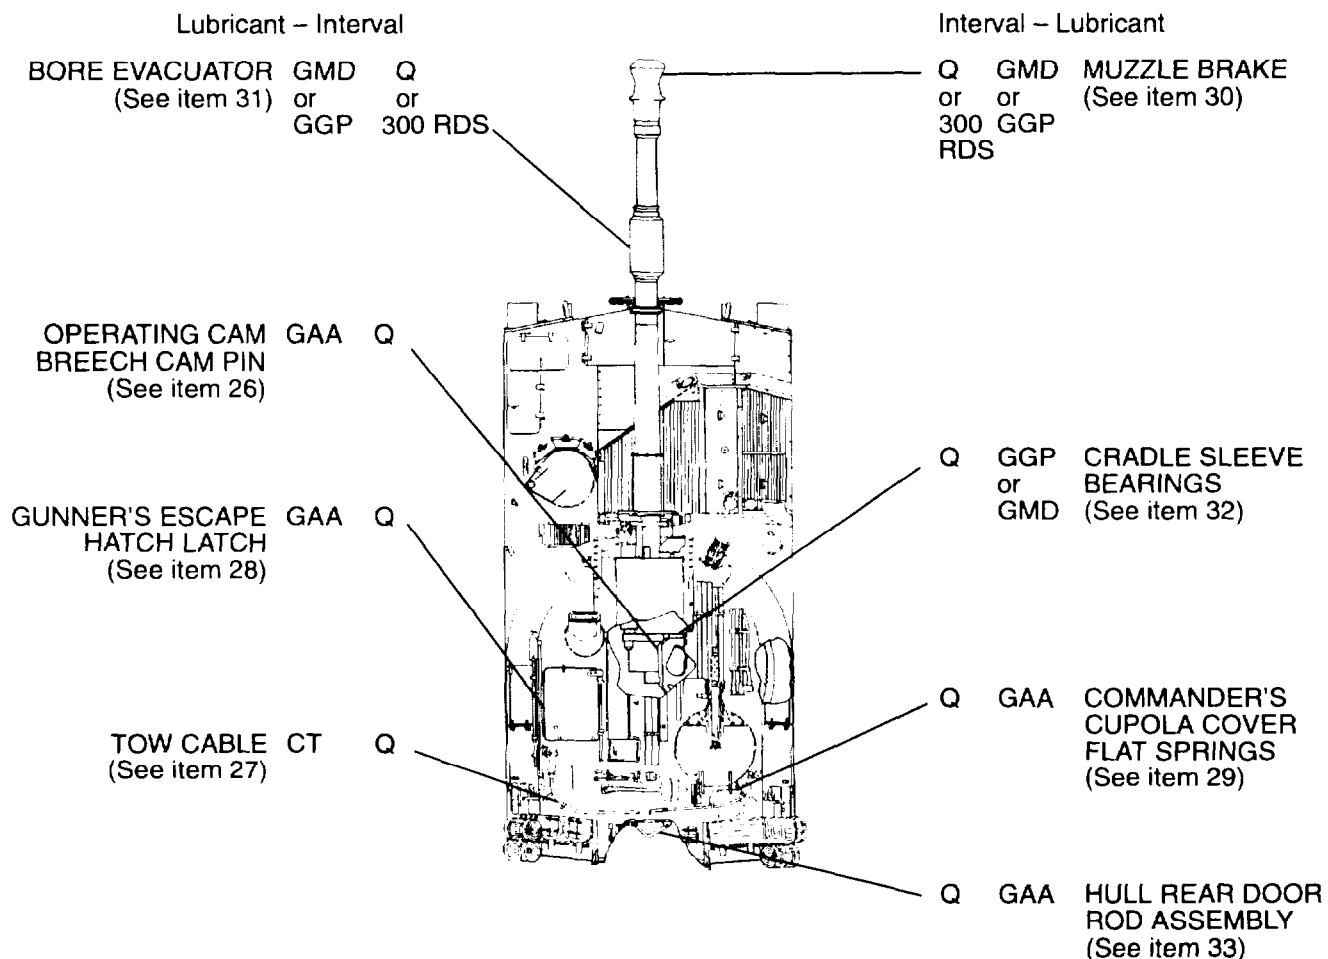 Lubricant – Interval
Interval – Lubricant
BORE EVACUATOR GMD Q
(See item 31) or or
GGP 300 RDS
Q GMD MUZZLE BRAKE
or or (See item 30)
300 GGP
RDS
OPERATING CAM GAA Q
BREECH CAM PIN
(See item 26)
Q GGP CRADLE SLEEVE
or BEARINGS
GMD (See item 32)
GUNNER'S ESCAPE GAA Q
HATCH LATCH
(See item 28)
Q GAA COMMANDER'S
CUPOLA COVER
FLAT SPRINGS
(See item 29)
TOW CABLE CT Q
(See item 27)
Q GAA HULL REAR DOOR
ROD ASSEMBLY
(See item 33)